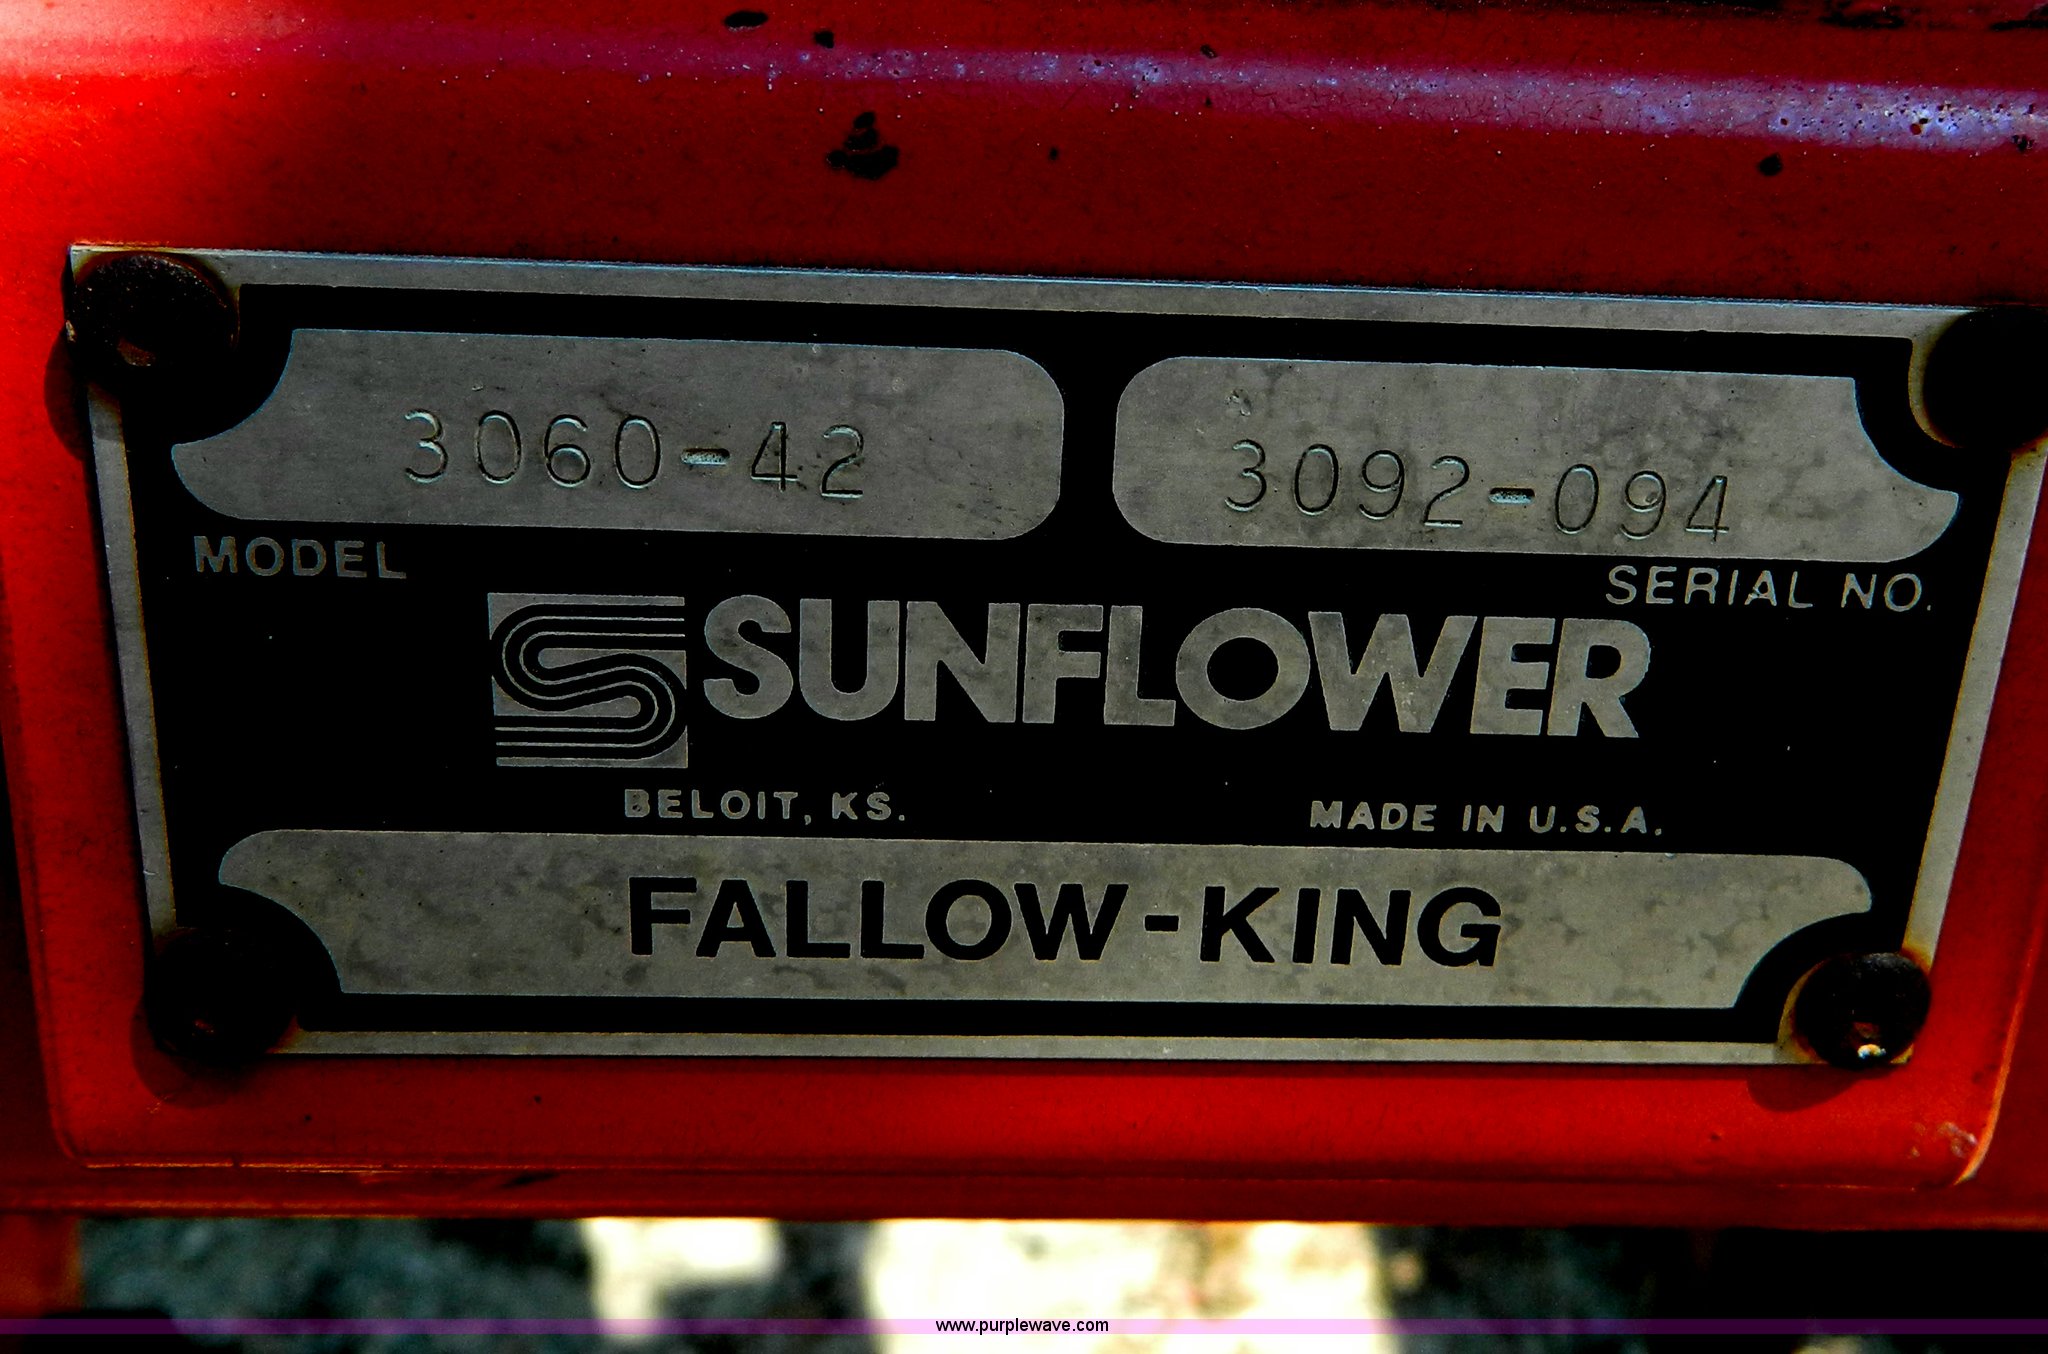 3060-42
3092-094
MODEL
SERIAL NO.
SUNFLOWER
BELOIT, KS.
MADE IN U.S.A.
FALLOW-KING
www.purplewave.com